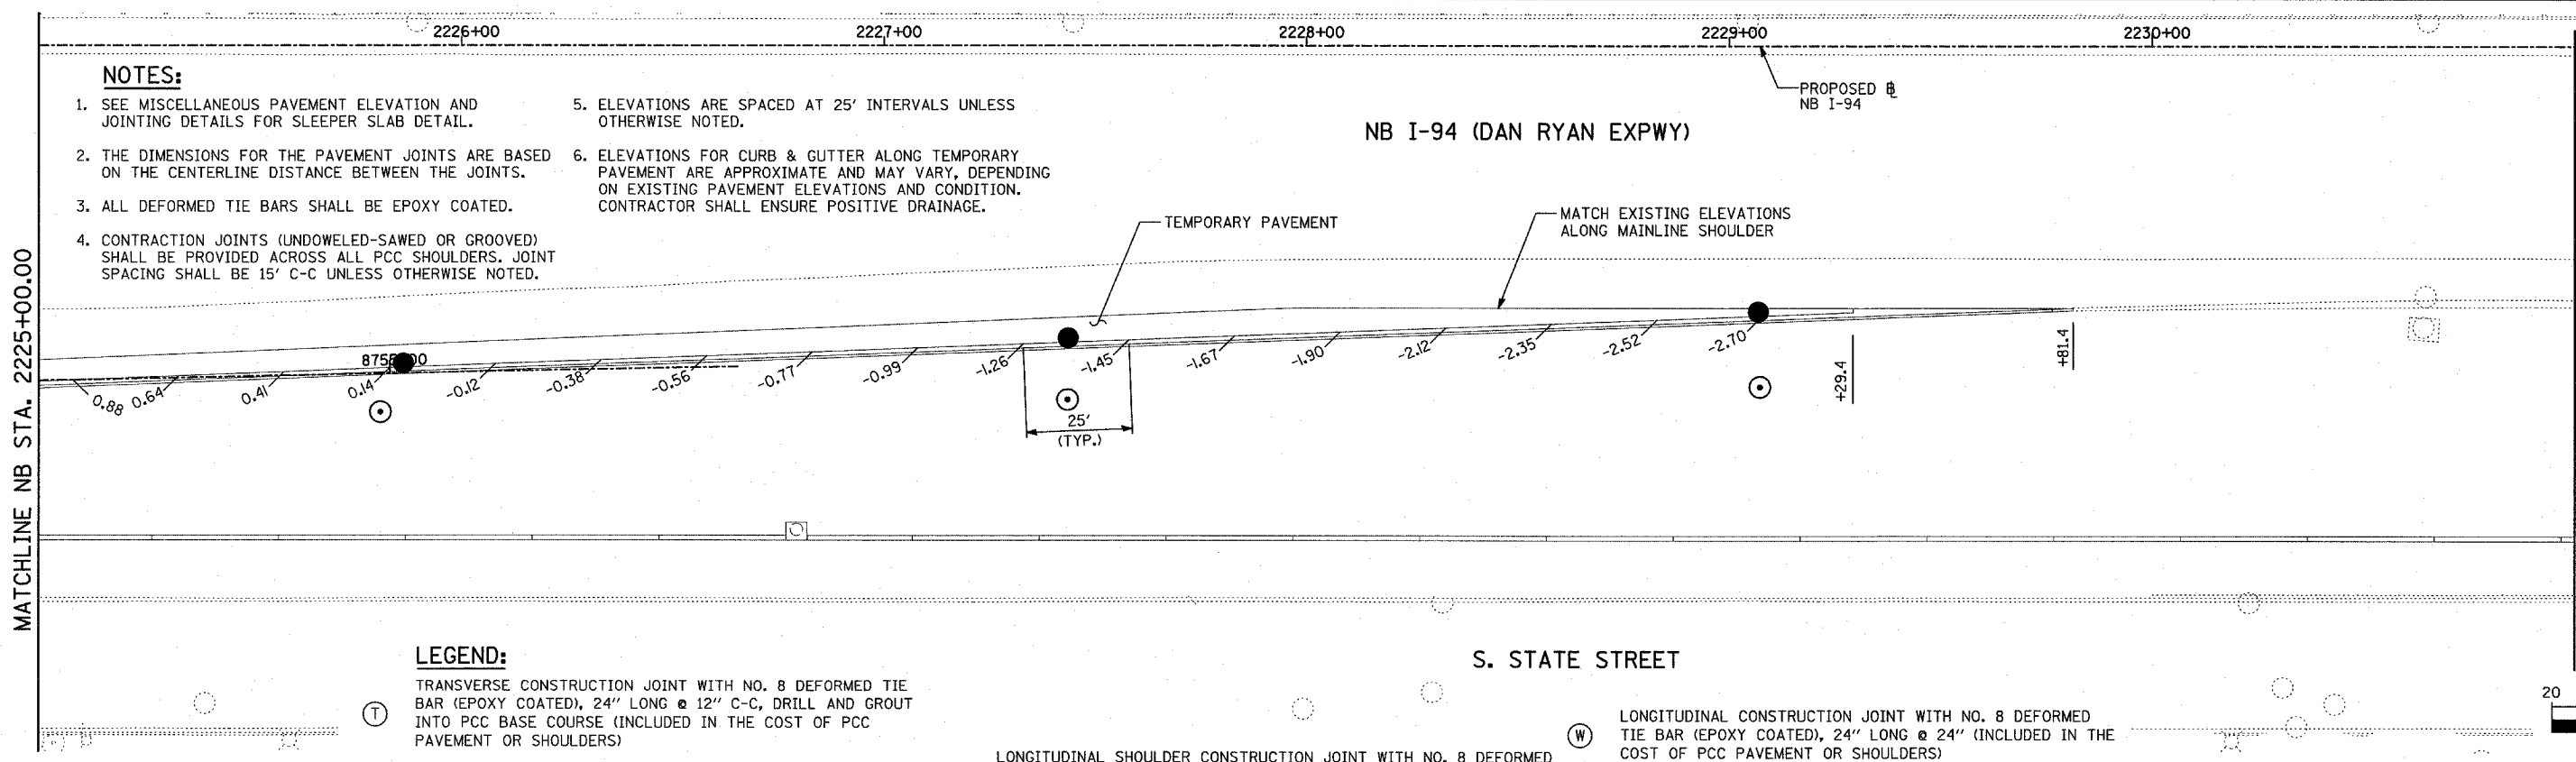 2226+00 2227+00 2228+00 2229+00 2230+00
NOTES:
1. SEE MISCELLANEOUS PAVEMENT ELEVATION AND
JOINTING DETAILS FOR SLEEPER SLAB DETAIL.
2. THE DIMENSIONS FOR THE PAVEMENT JOINTS ARE BASED
ON THE CENTERLINE DISTANCE BETWEEN THE JOINTS.
3. ALL DEFORMED TIE BARS SHALL BE EPOXY COATED.
4. CONTRACTION JOINTS (UNDOWELED-SAWED OR GROOVED)
SHALL BE PROVIDED ACROSS ALL PCC SHOULDERS. JOINT
SPACING SHALL BE 15' C-C UNLESS OTHERWISE NOTED.
5. ELEVATIONS ARE SPACED AT 25' INTERVALS UNLESS
OTHERWISE NOTED.
6. ELEVATIONS FOR CURB & GUTTER ALONG TEMPORARY
PAVEMENT ARE APPROXIMATE AND MAY VARY, DEPENDING
ON EXISTING PAVEMENT ELEVATIONS AND CONDITION.
CONTRACTOR SHALL ENSURE POSITIVE DRAINAGE.
PROPOSED
NB I-94
NB I-94 (DAN RYAN EXPWY)
TEMPORARY PAVEMENT
MATCH EXISTING ELEVATIONS
ALONG MAINLINE SHOULDER
MATCHLINE NB STA. 2225+00.00
0.88 0.64 0.41 0.14 -0.12 -0.38 -0.56 -0.77 -0.99 -1.26 -1.45 -1.67 -1.90 -2.12 -2.35 -2.52 -2.70
+29.4
+81.4
25'
(TYP.)
LEGEND:
T
TRANSVERSE CONSTRUCTION JOINT WITH NO. 8 DEFORMED TIE
BAR (EPOXY COATED), 24" LONG @ 12" C-C, DRILL AND GROUT
INTO PCC BASE COURSE (INCLUDED IN THE COST OF PCC
PAVEMENT OR SHOULDERS)
LONGITUDINAL SHOULDER CONSTRUCTION JOINT WITH NO. 8 DEFORMED
S. STATE STREET
W
LONGITUDINAL CONSTRUCTION JOINT WITH NO. 8 DEFORMED
TIE BAR (EPOXY COATED), 24" LONG @ 24" (INCLUDED IN THE
COST OF PCC PAVEMENT OR SHOULDERS)
20